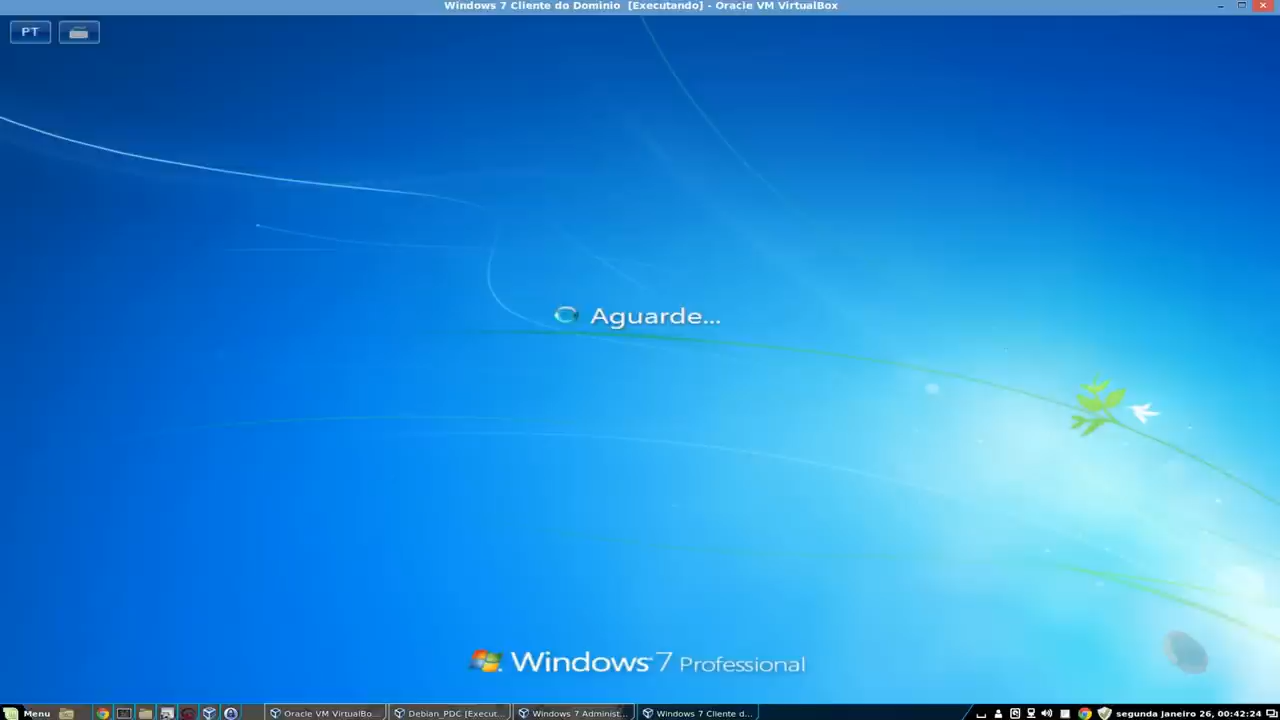 Windows 7 Cliente do Dominio [Executando] - Oracle VM VirtualBox
PT
Aguarde...
Windows 7 Professional
Menu
Oracle VM VirtualBo...
Debian_PDC [Execut...
Windows 7 Administ...
Windows 7 Cliente d...
segunda Janeiro 26, 00:42:24